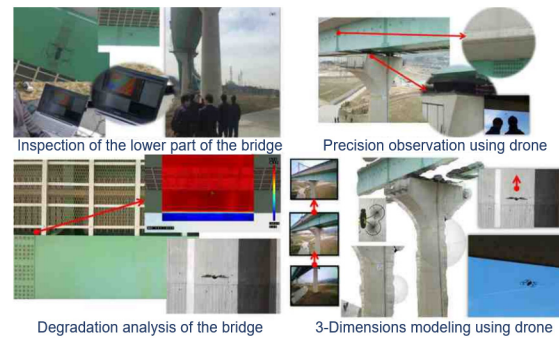 Inspection of the lower part of the bridge
Precision observation using drone
Degradation analysis of the bridge
3-Dimensions modeling using drone